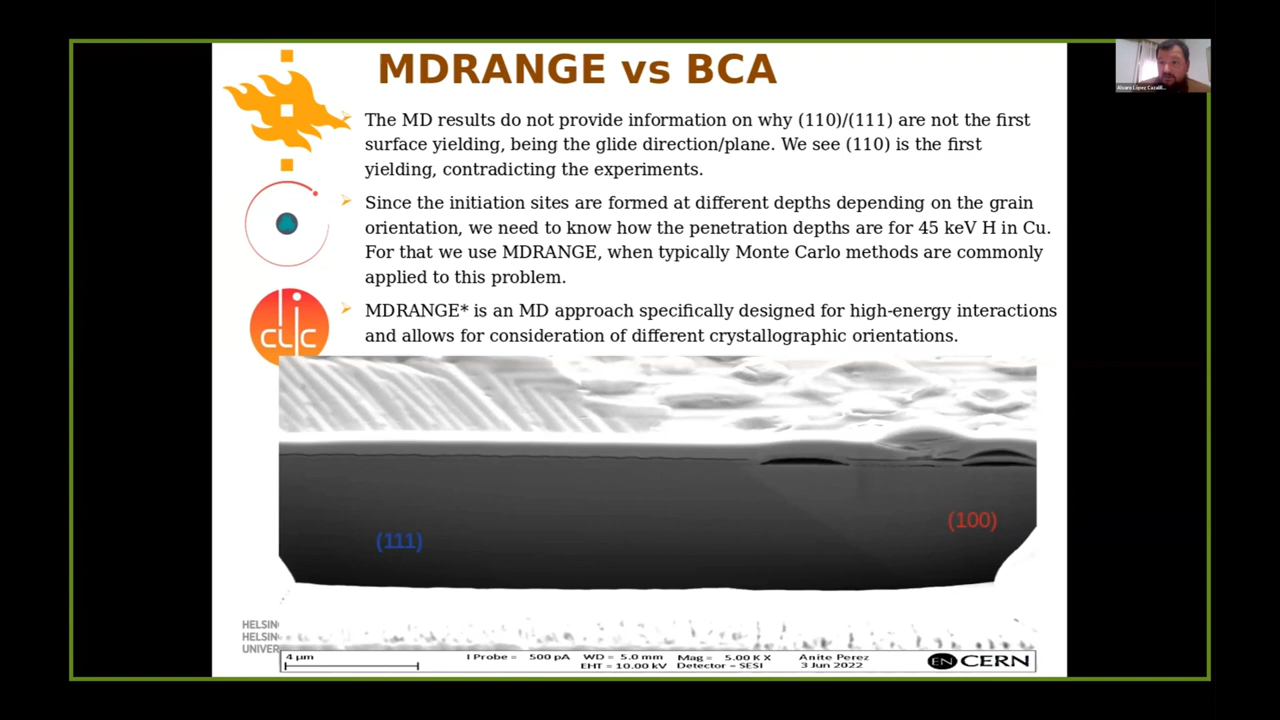 MDRANGE vs BCA
The MD results do not provide information on why (110)/(111) are not the first
surface yielding, being the glide direction/plane. We see (110) is the first
yielding, contradicting the experiments.
Since the initiation sites are formed at different depths depending on the grain
orientation, we need to know how the penetration depths are for 45 keV H in Cu.
For that we use MDRANGE, when typically Monte Carlo methods are commonly
applied to this problem.
MDRANGE* is an MD approach specifically designed for high-energy interactions
and allows for consideration of different crystallographic orientations.
clic
(100)
(111)
HELSIN
HELSIN
UNIVER
4 µm
I Probe = 500 pA WD = 5.0 mm Mag = 5.00 K X Anite Perez
EHT = 10.00 kV Detector = SESI 3 Jun 2022
EN CERN